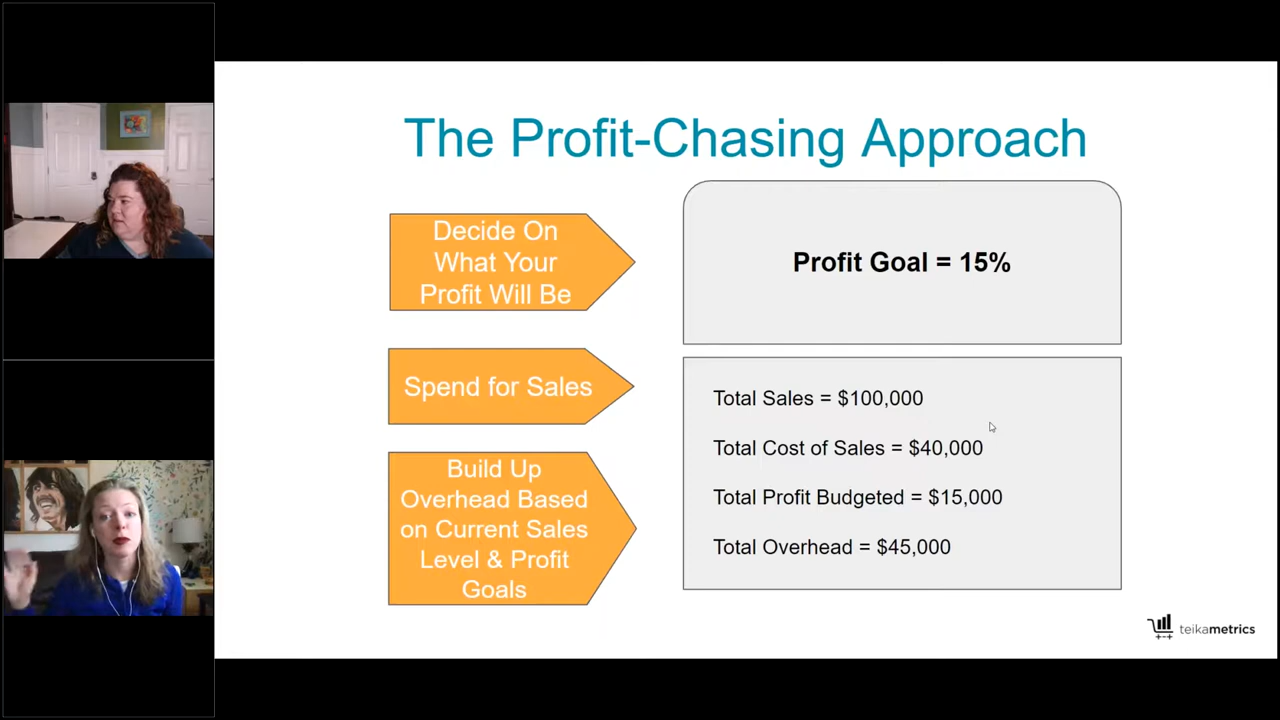 The Profit-Chasing Approach
Decide On
What Your
Profit Will Be
Profit Goal = 15%
Spend for Sales
Total Sales = $100,000
Total Cost of Sales = $40,000
Total Profit Budgeted = $15,000
Total Overhead = $45,000
Build Up
Overhead Based
on Current Sales
Level & Profit
Goals
teikametrics